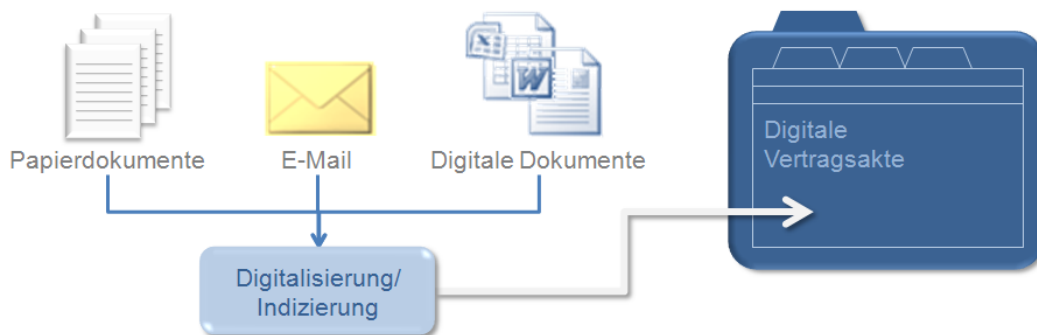 Papierdokumente
E-Mail
Digitale Dokumente
Digitale
Vertragsakte
Digitalisierung/
Indizierung